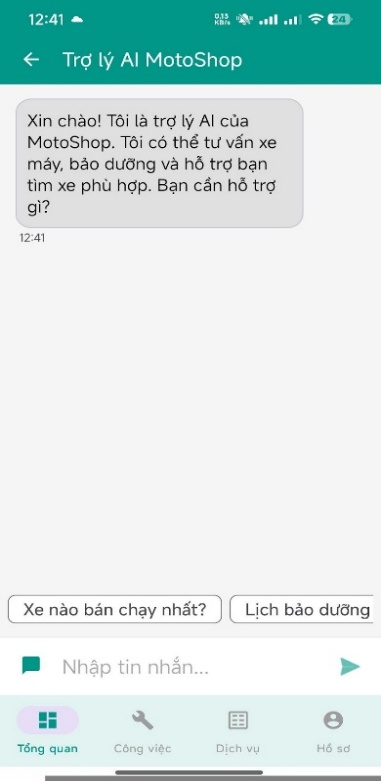 12:41
0,13
KB/s
24
Trợ lý AI MotoShop
Xin chào! Tôi là trợ lý AI của
MotoShop. Tôi có thể tư vấn xe
máy, bảo dưỡng và hỗ trợ bạn
tìm xe phù hợp. Bạn cần hỗ trợ
gì?
12:41
Xe nào bán chạy nhất?
Lịch bảo dưỡng
Nhập tin nhắn...
Tổng quan
Công việc
Dịch vụ
Hồ sơ